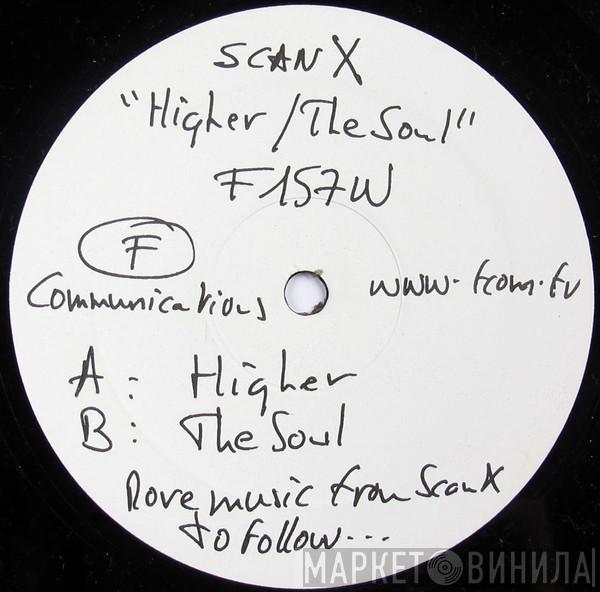 SCAN X
"Higher / The Soul"
F157W
F
Communications
www.fcom.fr
A: Higher
B: The Soul
More music from Scan X
to follow...
МАРКЕТ ВИНИЛА